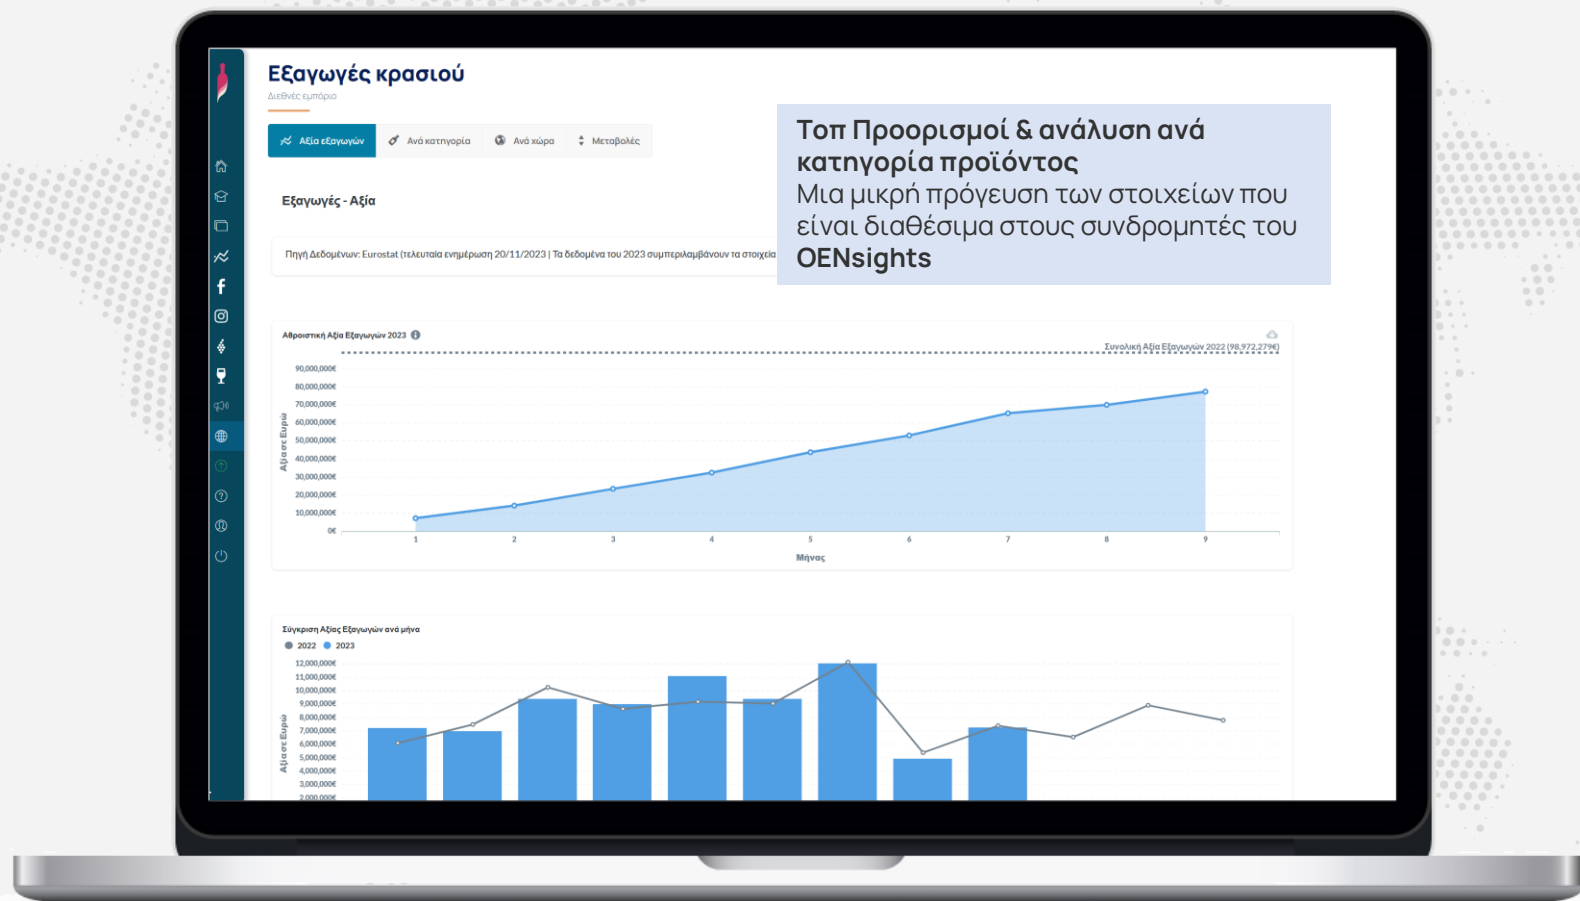 Εξαγωγές κρασιού
Διεθνές εμπόριο
Αξία εξαγωγών
Ανά κατηγορία
Ανά χώρα
Μεταβολές
Τοπ Προορισμοί & ανάλυση ανά
κατηγορία προϊόντος
Μια μικρή πρόγευση των στοιχείων που
είναι διαθέσιμα στους συνδρομητές του
OENsights
Εξαγωγές - Αξία
Πηγή Δεδομένων: Eurostat (τελευταία ενημέρωση 20/11/2023 | Τα δεδομένα του 2023 συμπεριλαμβάνουν τα στοιχεία
Αθροιστική Αξία Εξαγωγών 2023
Συνολική Αξία Εξαγωγών 2022 (98,972,279€)
90,000,000€
80,000,000€
70,000,000€
60,000,000€
50,000,000€
40,000,000€
30,000,000€
20,000,000€
10,000,000€
0€
Αξία σε Ευρώ
1 2 3 4 5 6 7 8 9
Μήνας
Σύγκριση Αξίας Εξαγωγών ανά μήνα
2022 2023
12,000,000€
11,000,000€
10,000,000€
9,000,000€
8,000,000€
7,000,000€
6,000,000€
5,000,000€
4,000,000€
3,000,000€
2,000,000€
Αξία σε Ευρώ